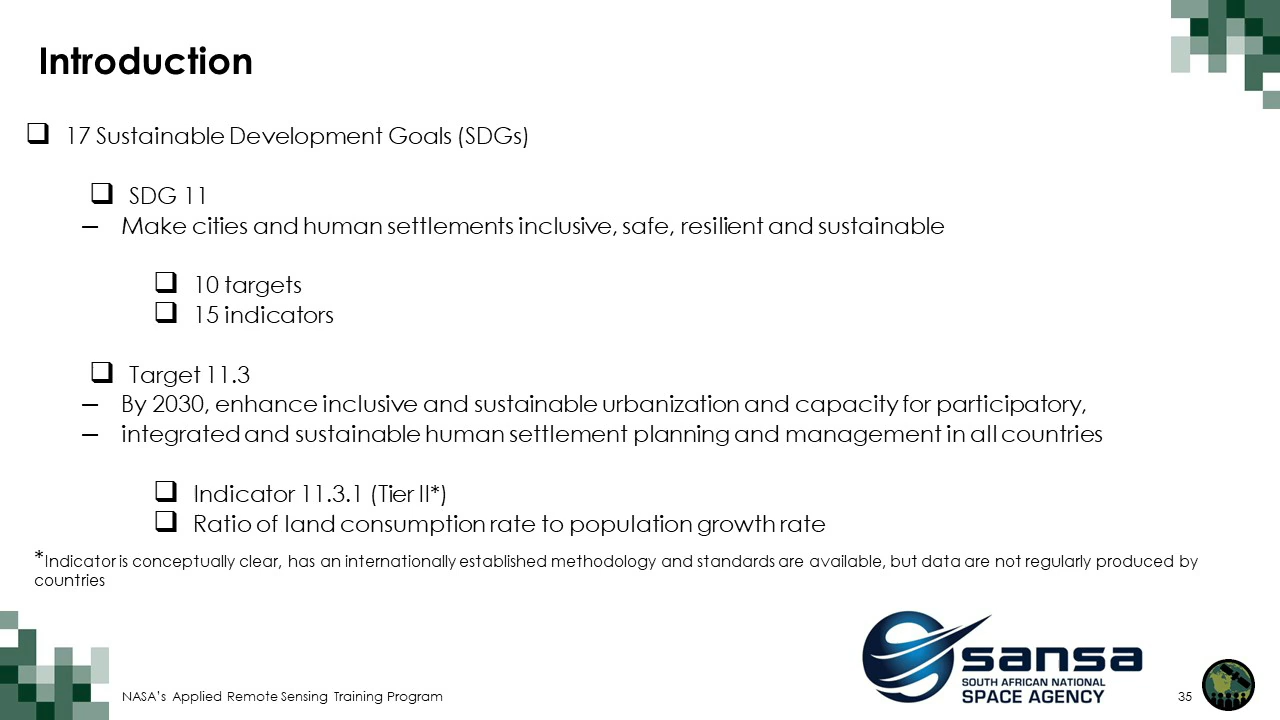 Introduction
❑ 17 Sustainable Development Goals (SDGs)
❑ SDG 11
– Make cities and human settlements inclusive, safe, resilient and sustainable
❑ 10 targets
❑ 15 indicators
❑ Target 11.3
– By 2030, enhance inclusive and sustainable urbanization and capacity for participatory,
– integrated and sustainable human settlement planning and management in all countries
❑ Indicator 11.3.1 (Tier II*)
❑ Ratio of land consumption rate to population growth rate
*Indicator is conceptually clear, has an internationally established methodology and standards are available, but data are not regularly produced by
countries
sansa
SOUTH AFRICAN NATIONAL
SPACE AGENCY
NASA's Applied Remote Sensing Training Program
35